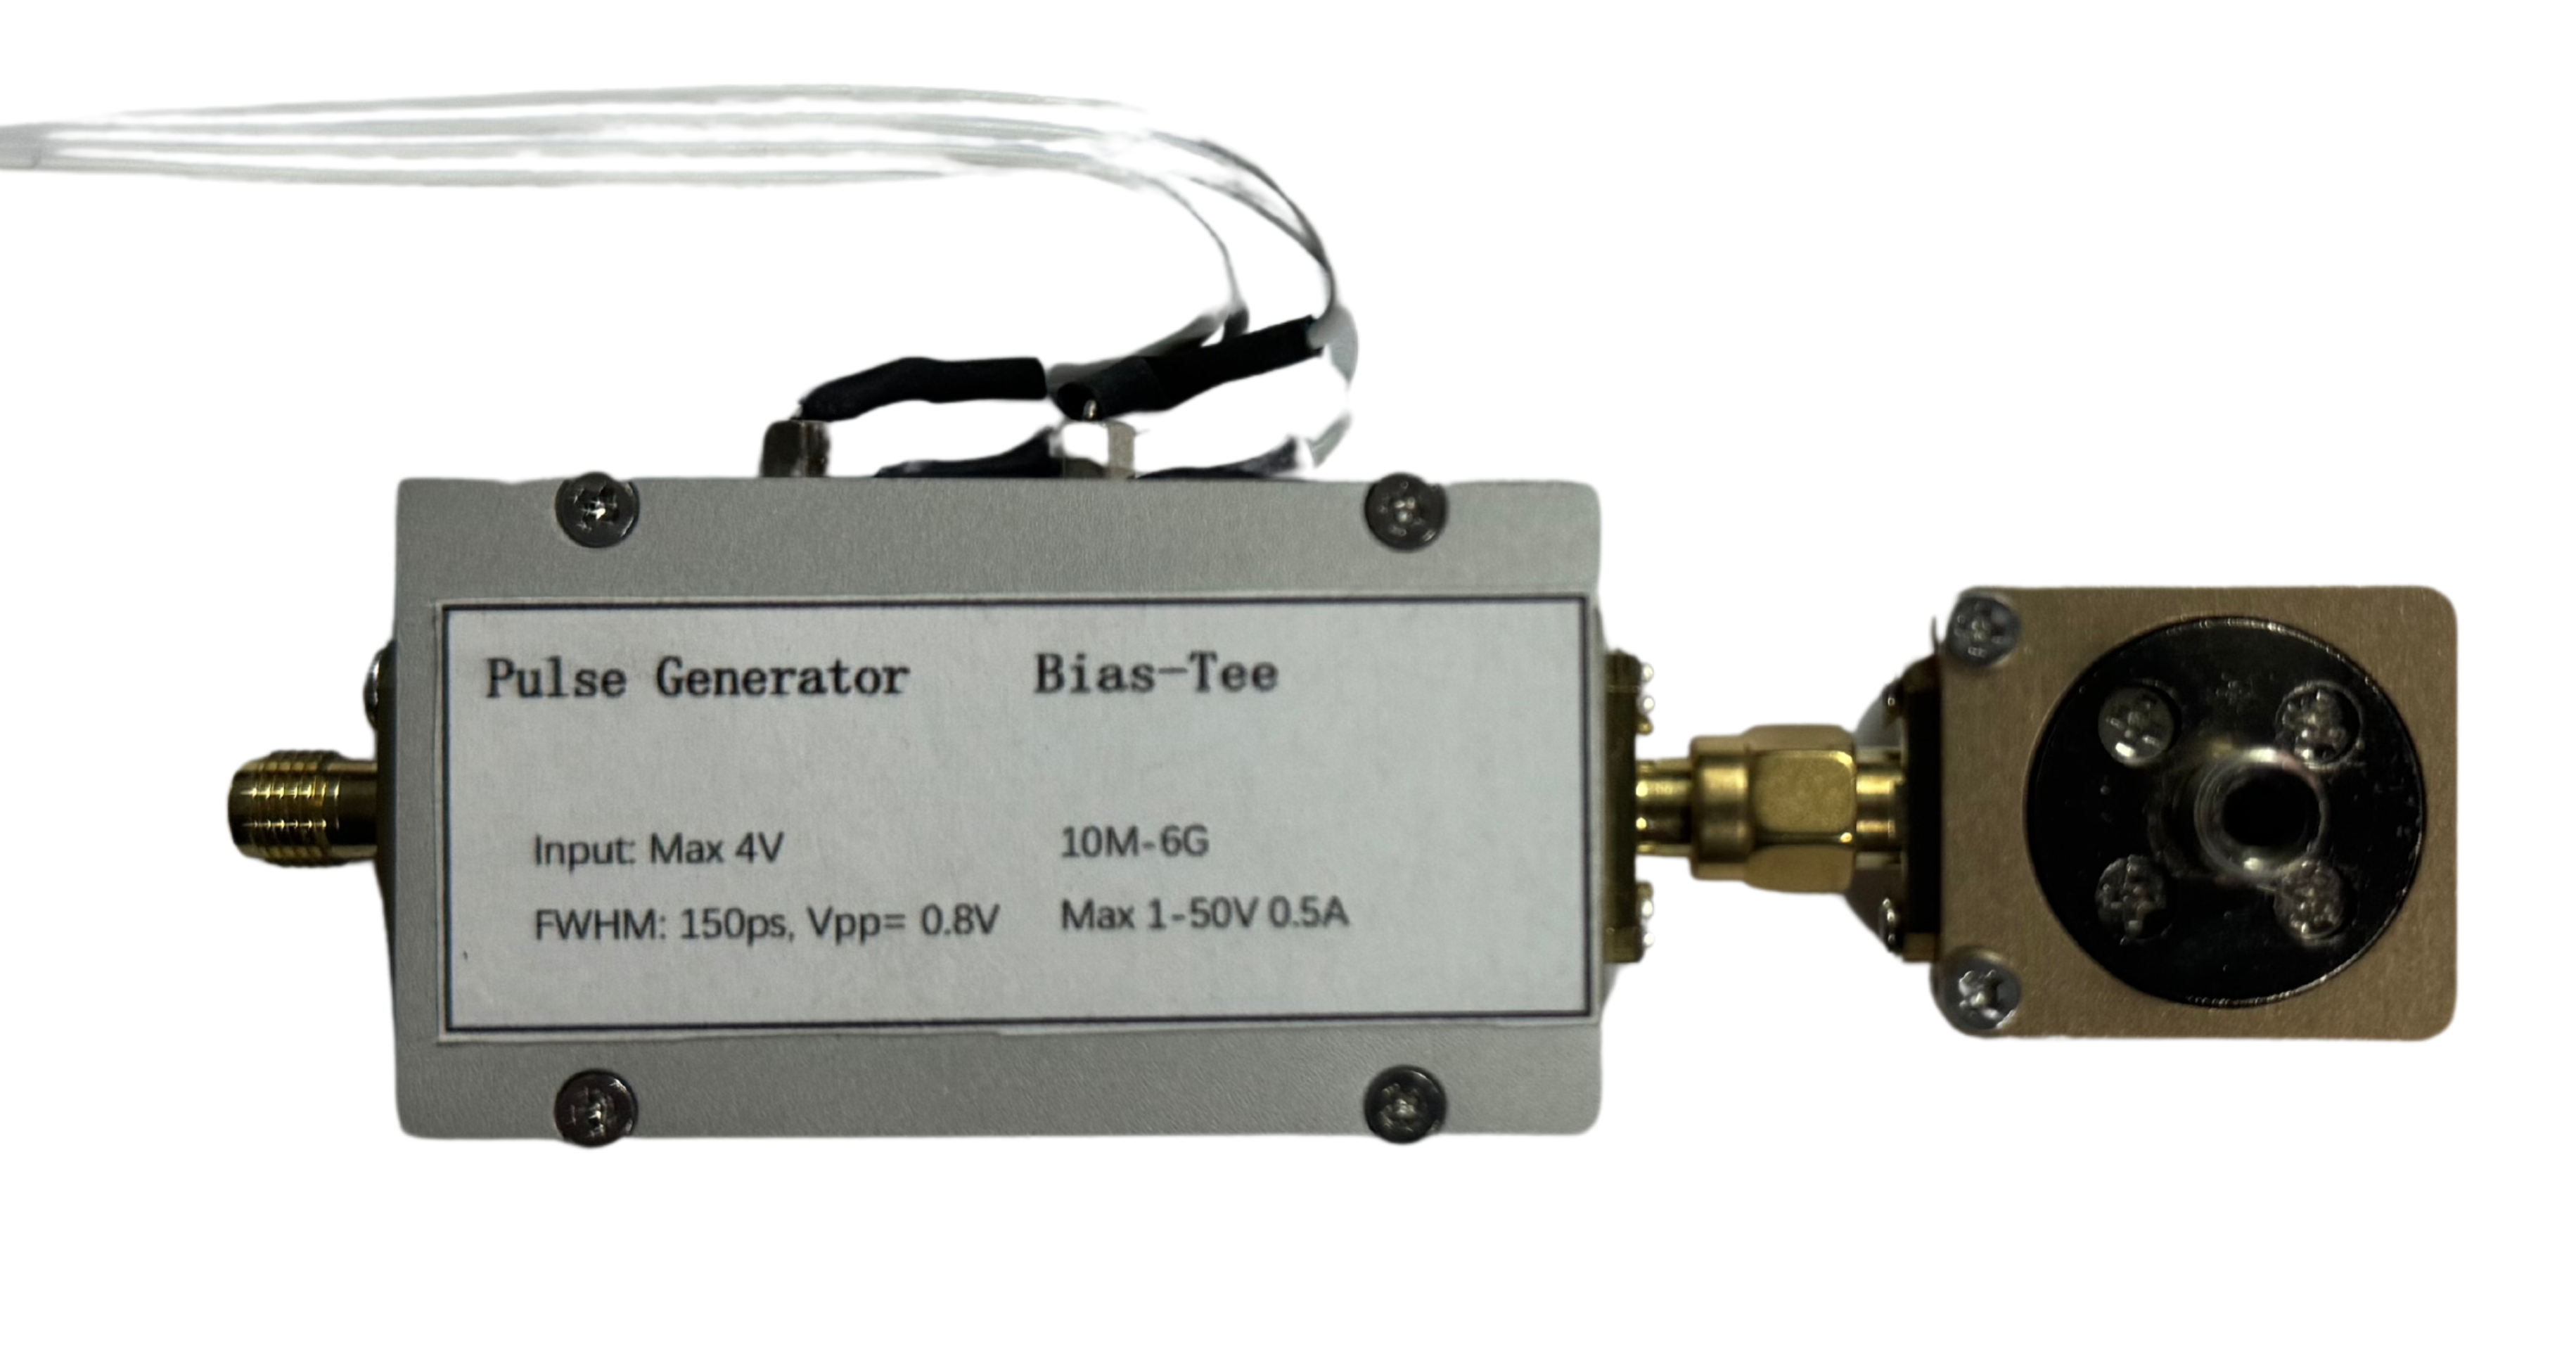 Pulse Generator Bias-Tee
Input: Max 4V 10M-6G
FWHM: 150ps, Vpp= 0.8V Max 1-50V 0.5A